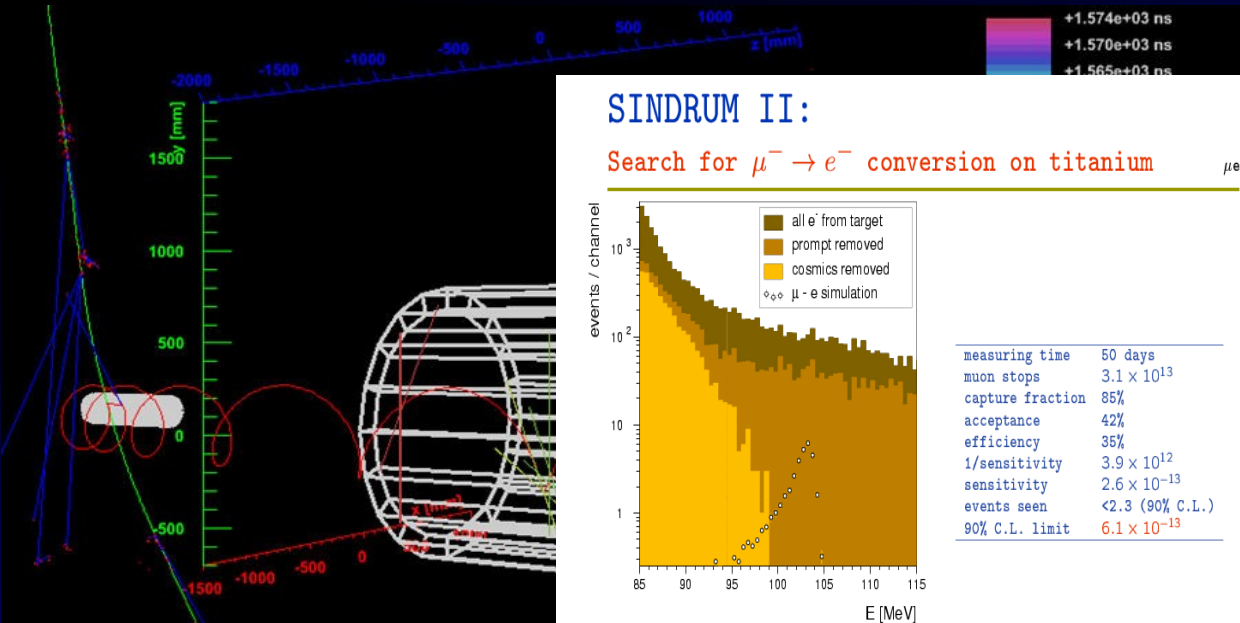 +1.574e+03 ns
+1.570e+03 ns
+1.565e+03 ns
-2000
-1500
-1000
-500
0
500
1000
z [mm]
y [mm]
1500
1000
500
0
-500
x [mm]
-1500
-1000
-500
0
SINDRUM II:
Search for μ⁻ → e⁻ conversion on titanium
μe
events / channel
10³
10²
10
1
all e⁻ from target
prompt removed
cosmics removed
μ - e simulation
85 90 95 100 105 110 115
E [MeV]
measuring time 50 days
muon stops 3.1 × 10¹³
capture fraction 85%
acceptance 42%
efficiency 35%
1/sensitivity 3.9 × 10¹²
sensitivity 2.6 × 10⁻¹³
events seen <2.3 (90% C.L.)
90% C.L. limit 6.1 × 10⁻¹³